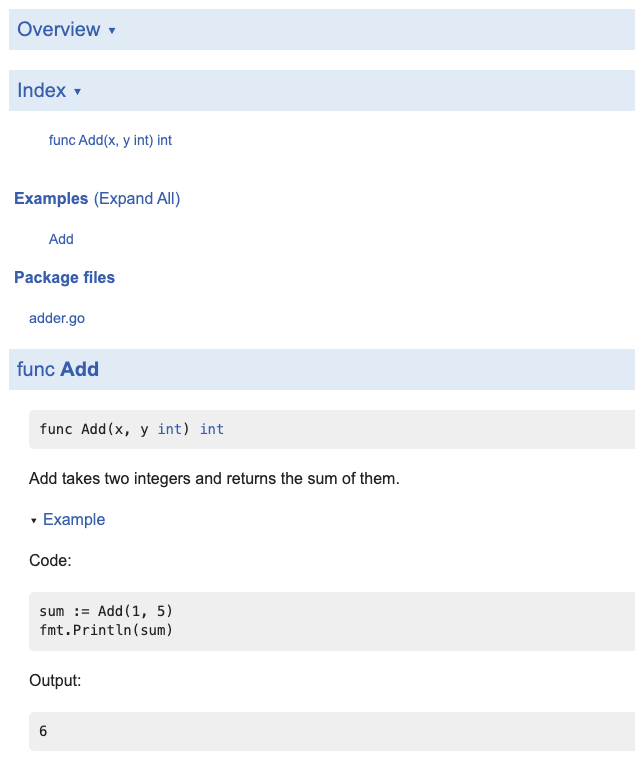 Overview ▾
Index ▾
func Add(x, y int) int
Examples (Expand All)
Add
Package files
adder.go
func Add
func Add(x, y int) int
Add takes two integers and returns the sum of them.
▾ Example
Code:
sum := Add(1, 5)
fmt.Println(sum)
Output:
6